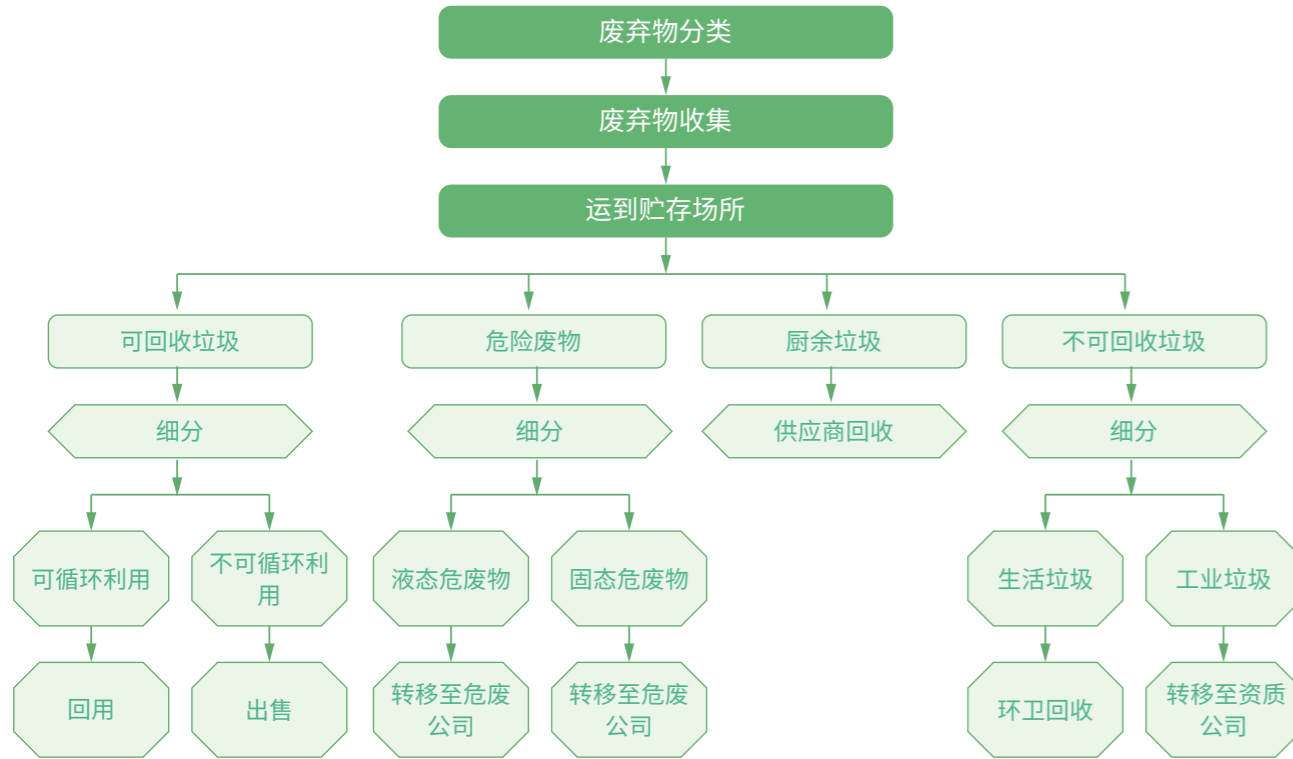 废弃物分类
废弃物收集
运到贮存场所
可回收垃圾
危险废物
厨余垃圾
不可回收垃圾
细分
细分
供应商回收
细分
可循环利用
不可循环利
用
液态危废物
固态危废物
生活垃圾
工业垃圾
回用
出售
转移至危废
公司
转移至危废
公司
环卫回收
转移至资质
公司